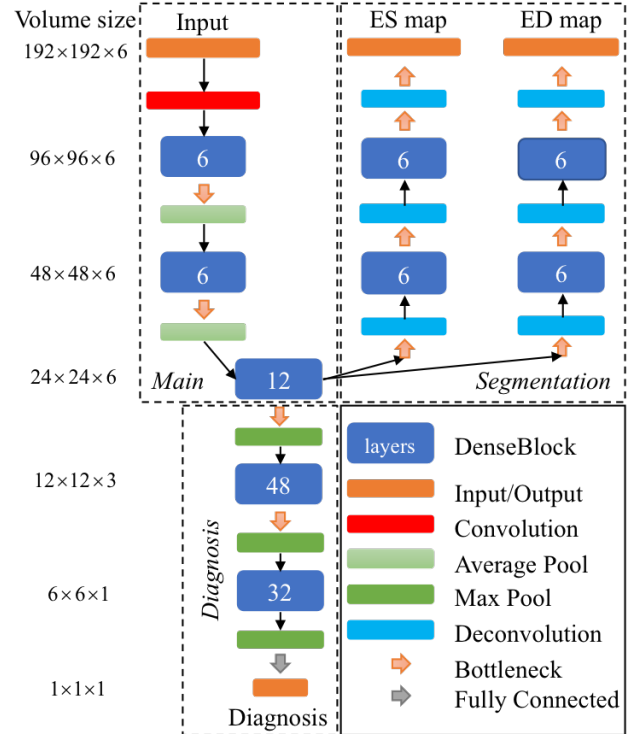 Volume size Input ES map ED map
192×192×6
96×96×6 6 6 6
48×48×6 6 6 6
24×24×6 Main 12 Segmentation
12×12×3 48
6×6×1 32
1×1×1
Diagnosis
Diagnosis
layers DenseBlock
Input/Output
Convolution
Average Pool
Max Pool
Deconvolution
Bottleneck
Fully Connected